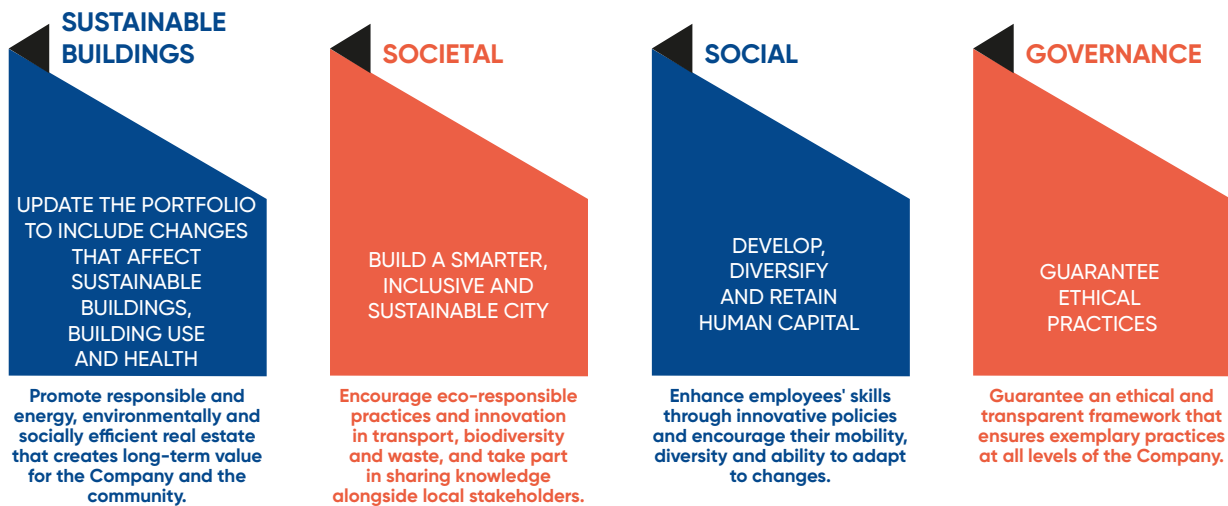 SUSTAINABLE
BUILDINGS
UPDATE THE PORTFOLIO
TO INCLUDE CHANGES
THAT AFFECT
SUSTAINABLE
BUILDINGS,
BUILDING USE
AND HEALTH
Promote responsible and
energy, environmentally and
socially efficient real estate
that creates long-term value
for the Company and the
community.
SOCIETAL
BUILD A SMARTER,
INCLUSIVE AND
SUSTAINABLE CITY
Encourage eco-responsible
practices and innovation
in transport, biodiversity
and waste, and take part
in sharing knowledge
alongside local stakeholders.
SOCIAL
DEVELOP,
DIVERSIFY
AND RETAIN
HUMAN CAPITAL
Enhance employees' skills
through innovative policies
and encourage their mobility,
diversity and ability to adapt
to changes.
GOVERNANCE
GUARANTEE
ETHICAL
PRACTICES
Guarantee an ethical and
transparent framework that
ensures exemplary practices
at all levels of the Company.